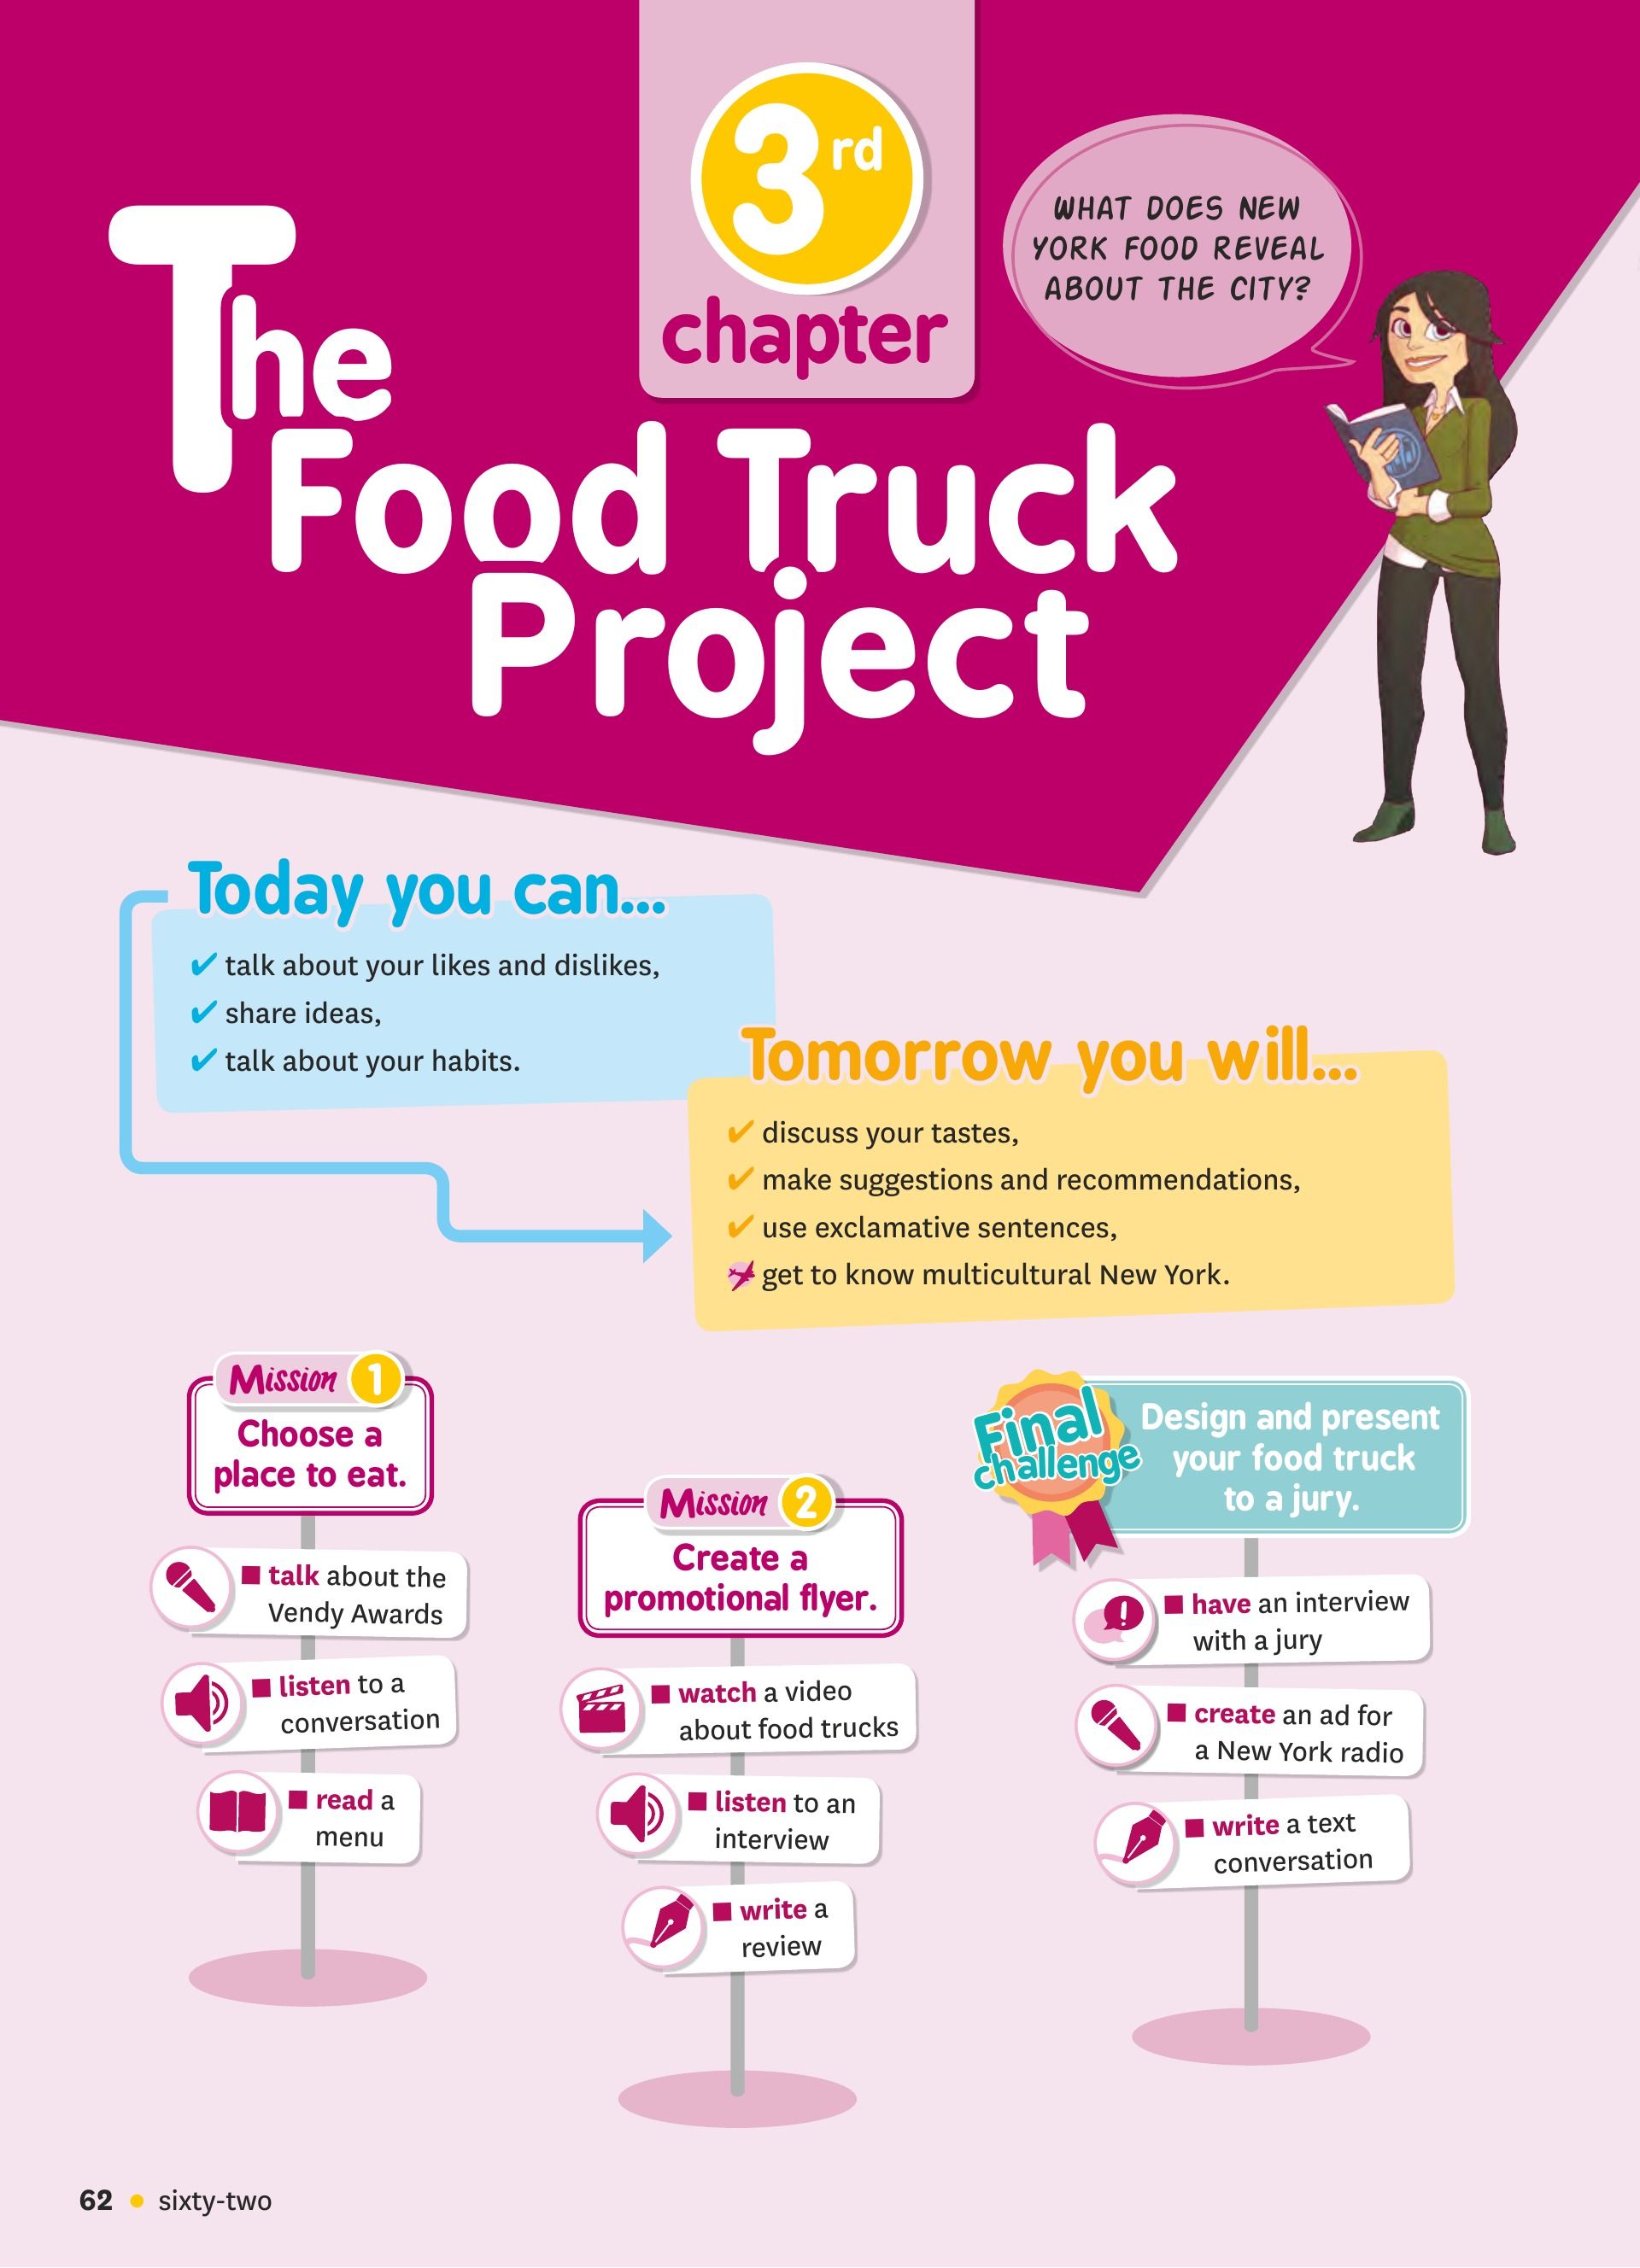 3rd
chapter
WHAT DOES NEW
YORK FOOD REVEAL
ABOUT THE CITY?
The
Food Truck
Project
Today you can...
✔ talk about your likes and dislikes,
✔ share ideas,
✔ talk about your habits.
Tomorrow you will...
✔ discuss your tastes,
✔ make suggestions and recommendations,
✔ use exclamative sentences,
get to know multicultural New York.
Mission 1
Choose a
place to eat.
■ talk about the
Vendy Awards
■ listen to a
conversation
■ read a
menu
Mission 2
Create a
promotional flyer.
■ watch a video
about food trucks
■ listen to an
interview
■ write a
review
Final
challenge
Design and present
your food truck
to a jury.
■ have an interview
with a jury
■ create an ad for
a New York radio
■ write a text
conversation
62 • sixty-two